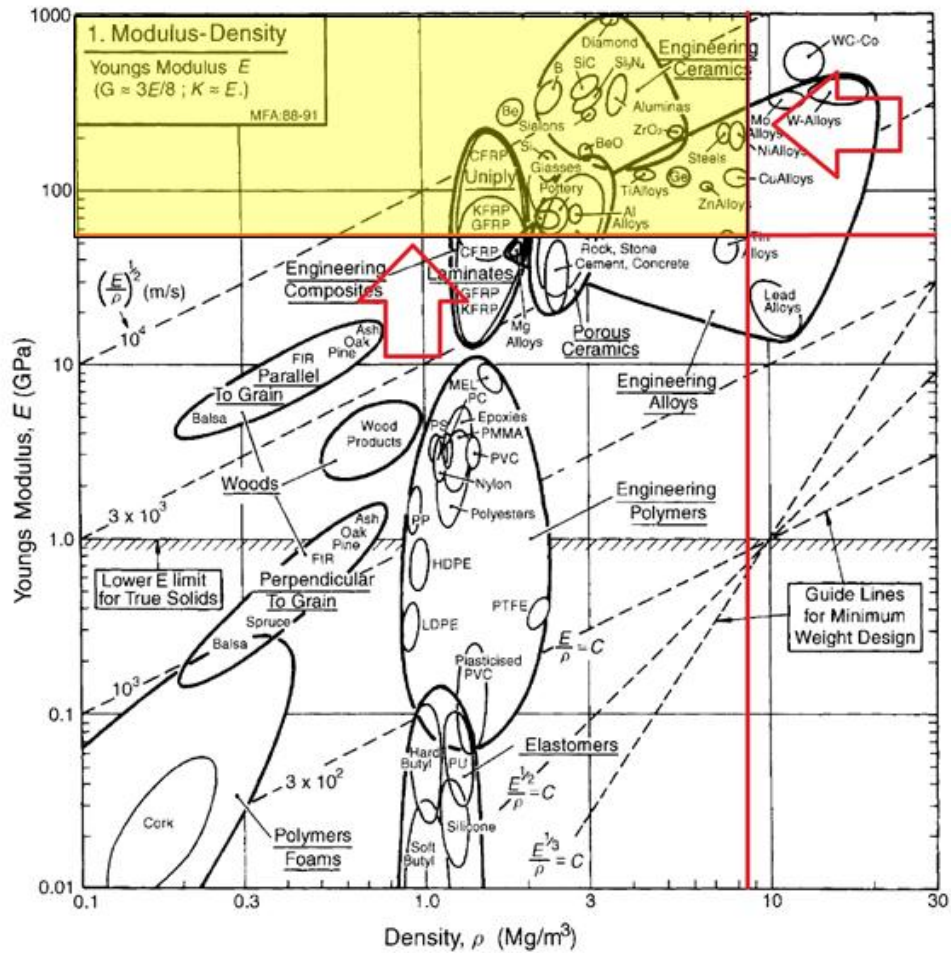 1000
1. Modulus-Density
Youngs Modulus E
(G ≈ 3E/8 ; K ≈ E.)
MFA:88-91
Diamond
Engineering
Ceramics
B
SiC
Si₃N₄
WC-Co
Be
Aluminas
Sialons
Mo
W-Alloys
Alloys
ZrO₂
BeO
Si
Steels
NiAlloys
CFRP
Uniply
Glasses
Pottery
Ge
CuAlloys
TiAlloys
ZnAlloys
100
KFRP
GFRP
Al
Alloys
CFRP
Rock, Stone
Cement, Concrete
Alloys
Engineering
Composites
Laminates
GFRP
KFRP
Lead
Alloys
Mg
Alloys
Porous
Ceramics
(E/ρ)^½ (m/s)
10⁴
Ash
Oak
Pine
FIR
Parallel
To Grain
Balsa
10
Engineering
Alloys
MEL
PC
Epoxies
PS
PMMA
PVC
Nylon
Polyesters
PP
Wood
Products
Woods
Engineering
Polymers
3 x 10³
Ash
Oak
Pine
FIR
1.0
Lower E limit
for True Solids
Perpendicular
To Grain
Spruce
Balsa
HDPE
LDPE
PTFE
Plasticised
PVC
Guide Lines
for Minimum
Weight Design
E/ρ = C
10³
0.1
3 x 10²
Hard
Butyl
PU
Elastomers
E^½/ρ = C
Silicone
Soft
Butyl
E^⅓/ρ = C
Cork
Polymers
Foams
0.01
0.1
0.3
1.0
3
10
30
Youngs Modulus, E (GPa)
Density, ρ (Mg/m³)